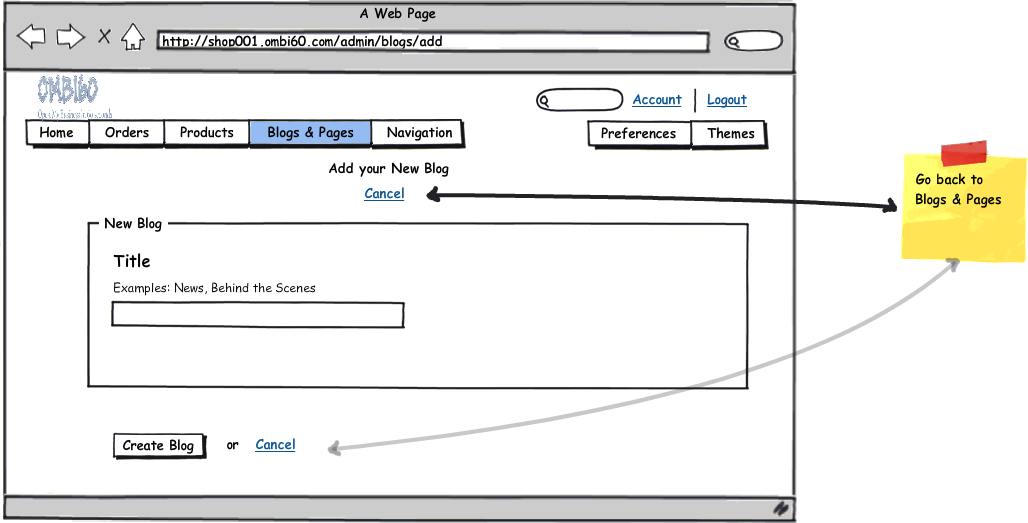 A Web Page
http://shop001.ombi60.com/admin/blogs/add
OMBI60
Account
Logout
Home
Orders
Products
Blogs & Pages
Navigation
Preferences
Themes
Add your New Blog
Cancel
Go back to
Blogs & Pages
New Blog
Title
Examples: News, Behind the Scenes
Create Blog or Cancel